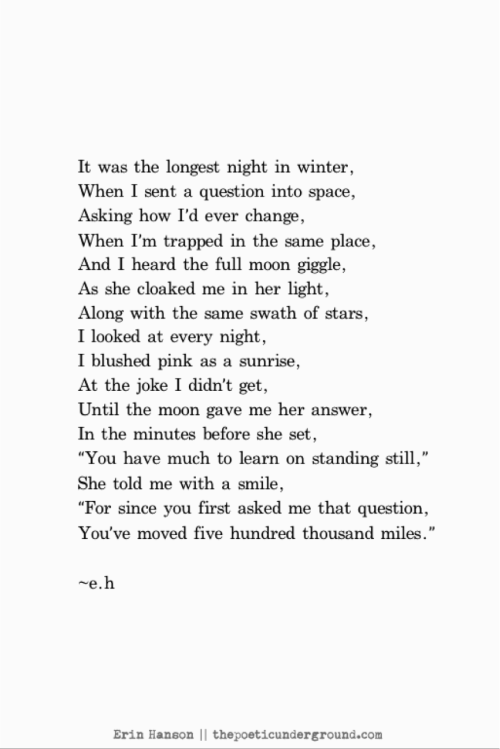 It was the longest night in winter,
When I sent a question into space,
Asking how I'd ever change,
When I'm trapped in the same place,
And I heard the full moon giggle,
As she cloaked me in her light,
Along with the same swath of stars,
I looked at every night,
I blushed pink as a sunrise,
At the joke I didn't get,
Until the moon gave me her answer,
In the minutes before she set,
“You have much to learn on standing still,”
She told me with a smile,
“For since you first asked me that question,
You've moved five hundred thousand miles.”
~e.h
Erin Hanson || thepoeticunderground.com